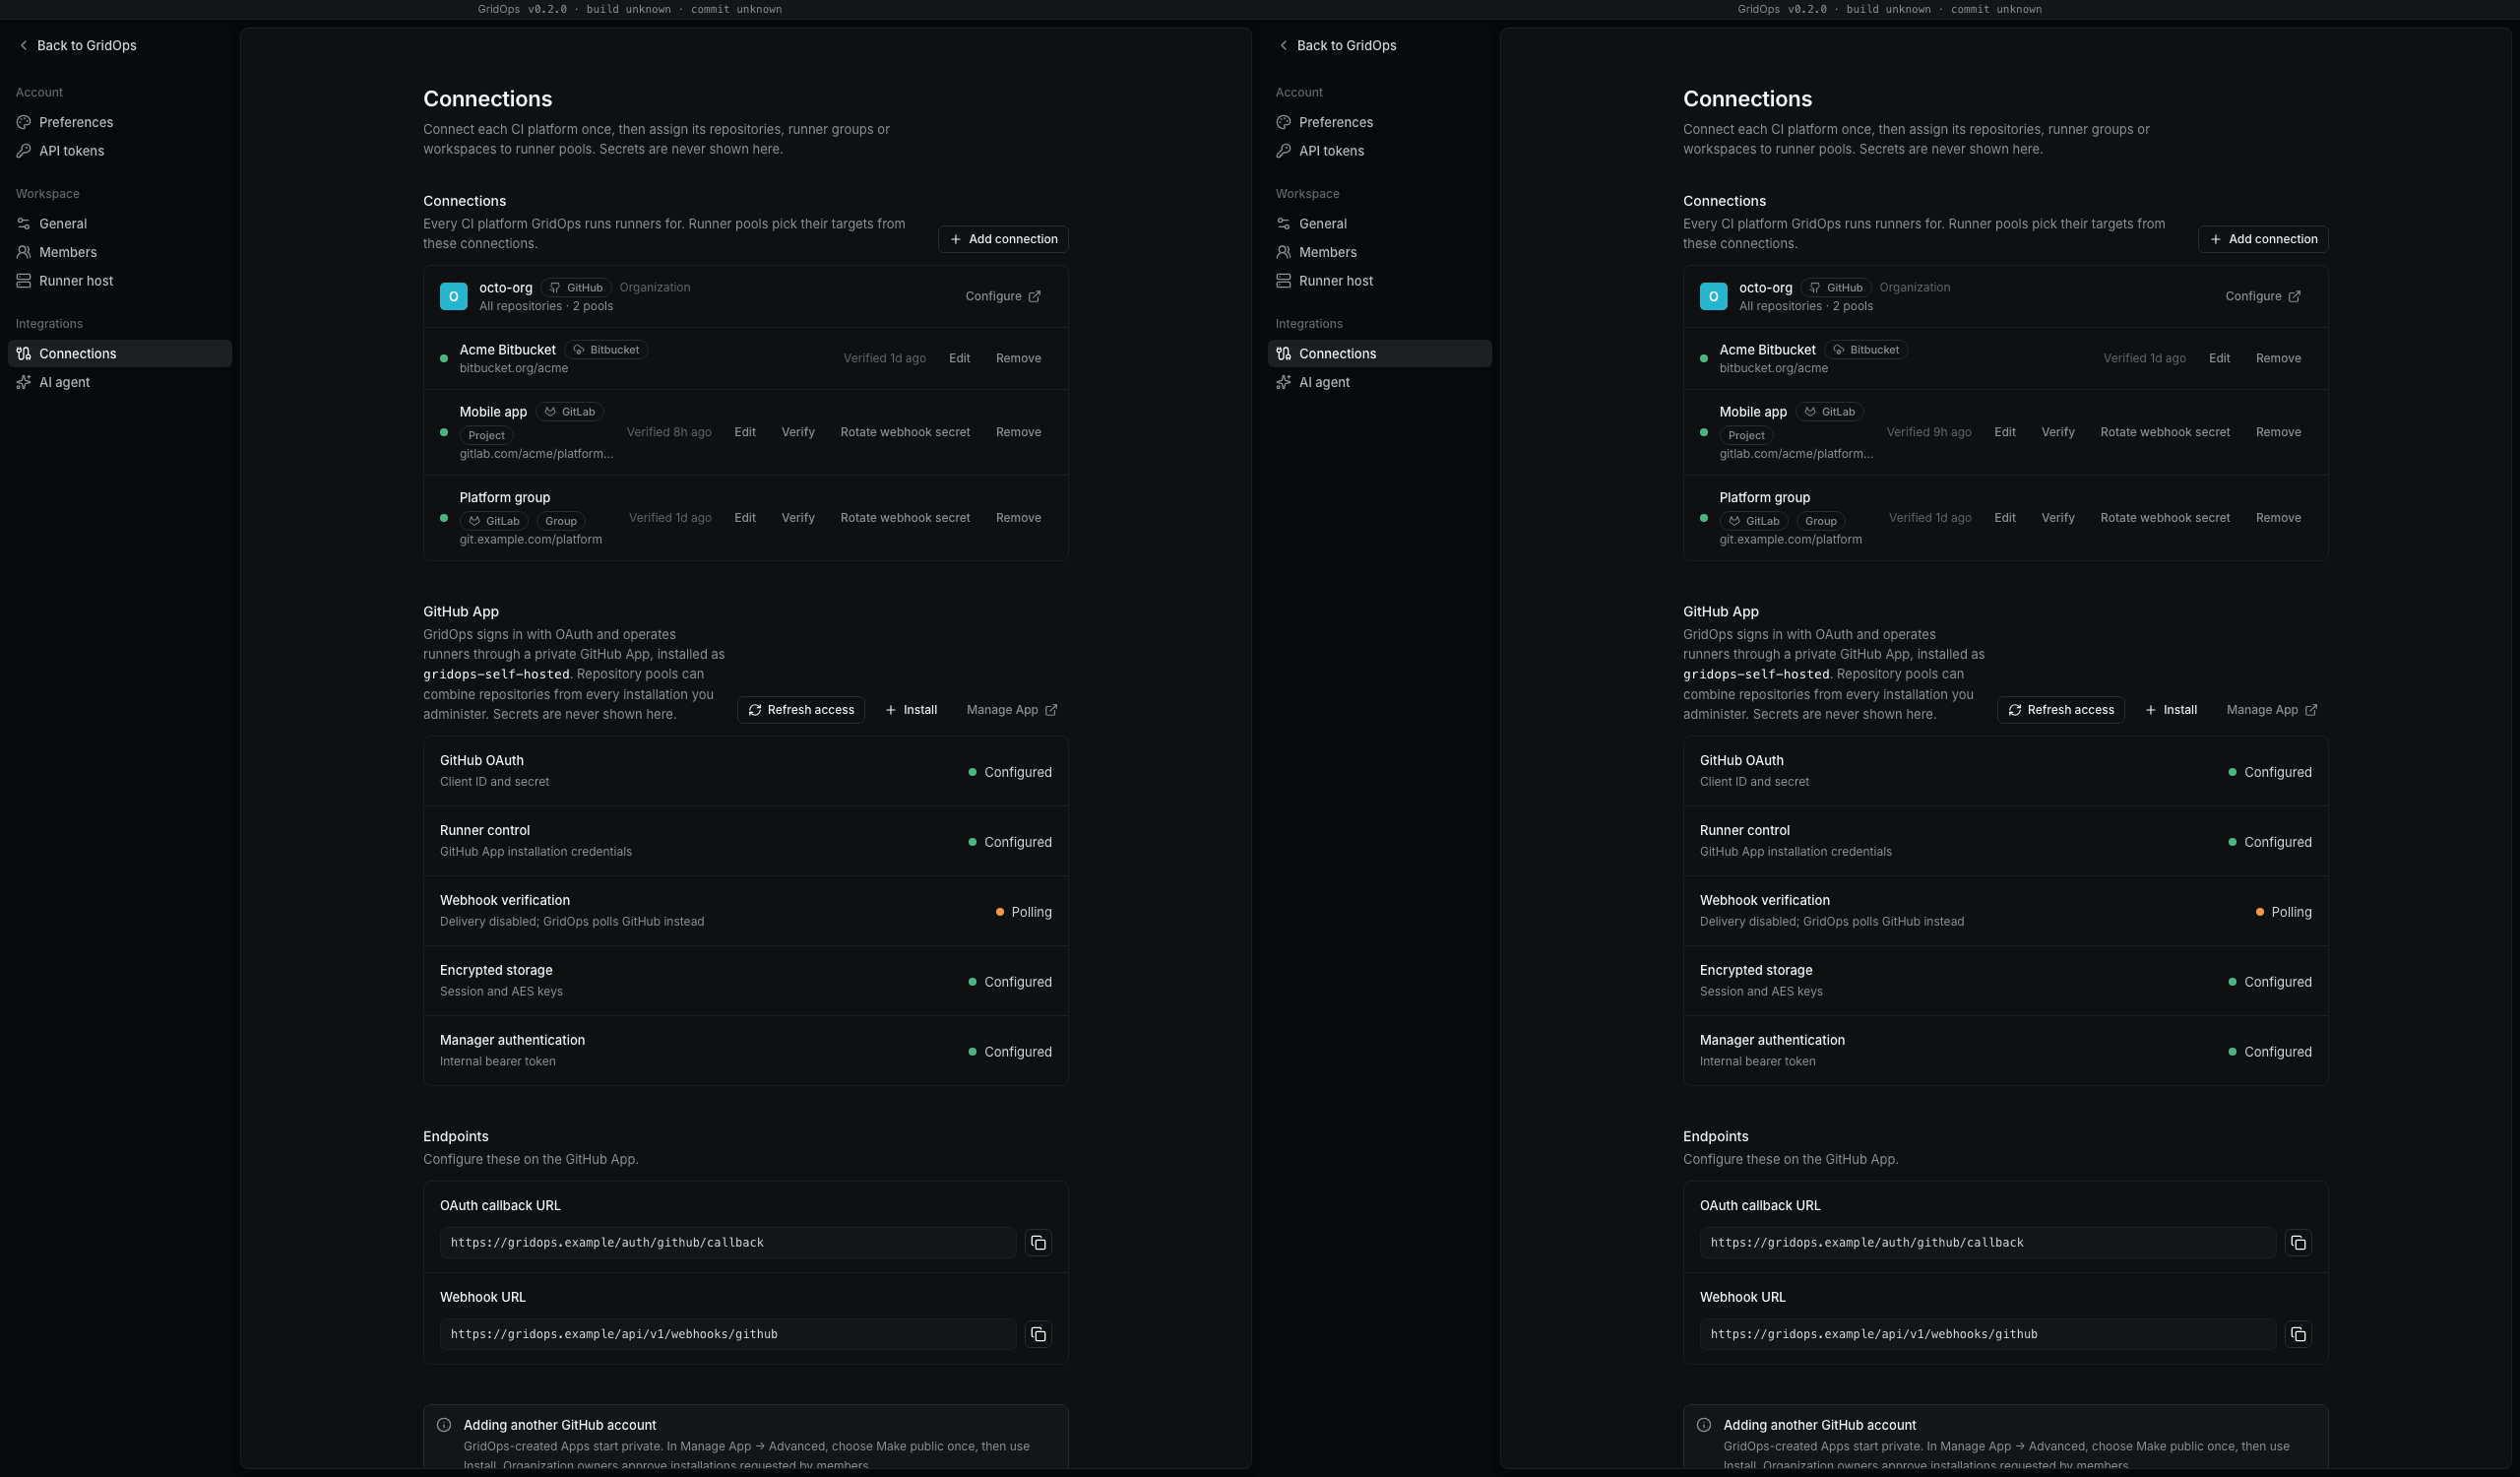 GridOps v0.2.0 · build unknown · commit unknown
Back to GridOps
Account
Preferences
API tokens
Workspace
General
Members
Runner host
Integrations
Connections
AI agent
Connections
Connect each CI platform once, then assign its repositories, runner groups or
workspaces to runner pools. Secrets are never shown here.
Connections
Every CI platform GridOps runs runners for. Runner pools pick their targets from
these connections.
Add connection
O
octo-org GitHub Organization
All repositories · 2 pools
Configure
Acme Bitbucket Bitbucket
bitbucket.org/acme
Verified 1d ago Edit Remove
Mobile app GitLab
Project
gitlab.com/acme/platform...
Verified 8h ago Edit Verify Rotate webhook secret Remove
Platform group
GitLab Group
git.example.com/platform
Verified 1d ago Edit Verify Rotate webhook secret Remove
GitHub App
GridOps signs in with OAuth and operates
runners through a private GitHub App, installed as
gridops-self-hosted. Repository pools can
combine repositories from every installation you
administer. Secrets are never shown here.
Refresh access Install Manage App
GitHub OAuth
Client ID and secret
Configured
Runner control
GitHub App installation credentials
Configured
Webhook verification
Delivery disabled; GridOps polls GitHub instead
Polling
Encrypted storage
Session and AES keys
Configured
Manager authentication
Internal bearer token
Configured
Endpoints
Configure these on the GitHub App.
OAuth callback URL
https://gridops.example/auth/github/callback
Webhook URL
https://gridops.example/api/v1/webhooks/github
Adding another GitHub account
GridOps-created Apps start private. In Manage App → Advanced, choose Make public once, then use
Install. Organization owners approve installations requested by members.
GridOps v0.2.0 · build unknown · commit unknown
Back to GridOps
Account
Preferences
API tokens
Workspace
General
Members
Runner host
Integrations
Connections
AI agent
Connections
Connect each CI platform once, then assign its repositories, runner groups or
workspaces to runner pools. Secrets are never shown here.
Connections
Every CI platform GridOps runs runners for. Runner pools pick their targets from
these connections.
Add connection
O
octo-org GitHub Organization
All repositories · 2 pools
Configure
Acme Bitbucket Bitbucket
bitbucket.org/acme
Verified 1d ago Edit Remove
Mobile app GitLab
Project
gitlab.com/acme/platform...
Verified 9h ago Edit Verify Rotate webhook secret Remove
Platform group
GitLab Group
git.example.com/platform
Verified 1d ago Edit Verify Rotate webhook secret Remove
GitHub App
GridOps signs in with OAuth and operates
runners through a private GitHub App, installed as
gridops-self-hosted. Repository pools can
combine repositories from every installation you
administer. Secrets are never shown here.
Refresh access Install Manage App
GitHub OAuth
Client ID and secret
Configured
Runner control
GitHub App installation credentials
Configured
Webhook verification
Delivery disabled; GridOps polls GitHub instead
Polling
Encrypted storage
Session and AES keys
Configured
Manager authentication
Internal bearer token
Configured
Endpoints
Configure these on the GitHub App.
OAuth callback URL
https://gridops.example/auth/github/callback
Webhook URL
https://gridops.example/api/v1/webhooks/github
Adding another GitHub account
GridOps-created Apps start private. In Manage App → Advanced, choose Make public once, then use
Install. Organization owners approve installations requested by members.